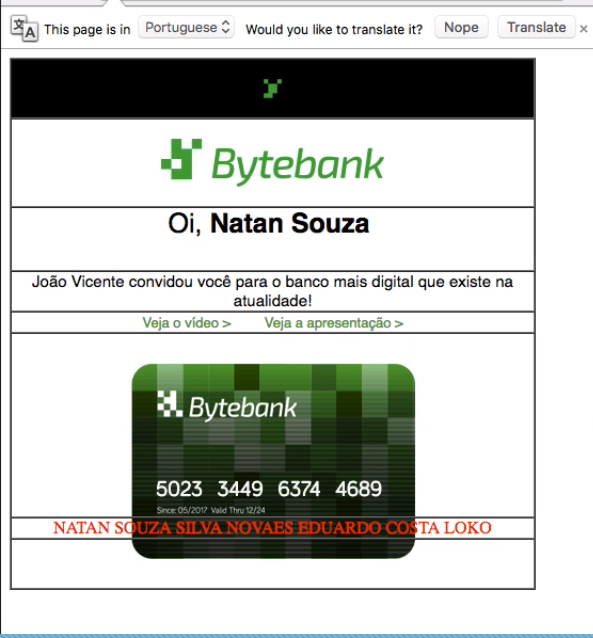 This page is in Portuguese Would you like to translate it? Nope Translate ×
Bytebank
Oi, Natan Souza
João Vicente convidou você para o banco mais digital que existe na
atualidade!
Veja o vídeo > Veja a apresentação >
Bytebank
5023 3449 6374 4689
Since: 05/2017 Valid Thru 12/24
NATAN SOUZA SILVA NOVAES EDUARDO COSTA LOKO